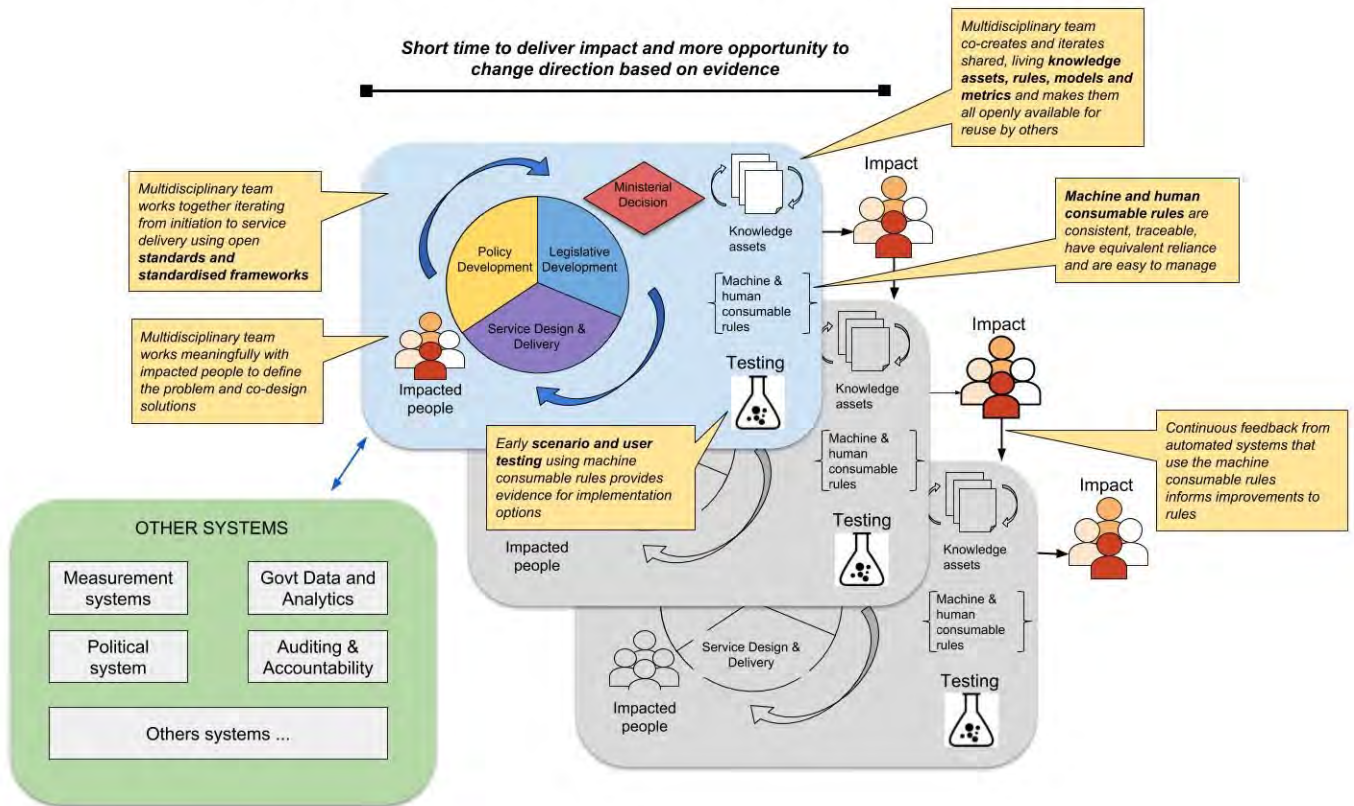 Short time to deliver impact and more opportunity to
change direction based on evidence
Multidisciplinary team
co-creates and iterates
shared, living knowledge
assets, rules, models and
metrics and makes them
all openly available for
reuse by others
Multidisciplinary team
works together iterating
from initiation to service
delivery using open
standards and
standardised frameworks
Multidisciplinary team
works meaningfully with
impacted people to define
the problem and co-design
solutions
Policy
Development
Legislative
Development
Service Design &
Delivery
Ministerial
Decision
Knowledge
assets
Machine &
human
consumable
rules
Testing
Impacted
people
Impact
Machine and human
consumable rules are
consistent, traceable,
have equivalent reliance
and are easy to manage
Early scenario and user
testing using machine
consumable rules provides
evidence for implementation
options
Knowledge
assets
Machine &
human
consumable
rules
Testing
Impacted
people
Impact
Continuous feedback from
automated systems that
use the machine
consumable rules
informs improvements to
rules
Knowledge
assets
Machine &
human
consumable
rules
Testing
Service Design &
Delivery
Impacted
people
Impact
OTHER SYSTEMS
Measurement
systems
Govt Data and
Analytics
Political
system
Auditing &
Accountability
Others systems ...